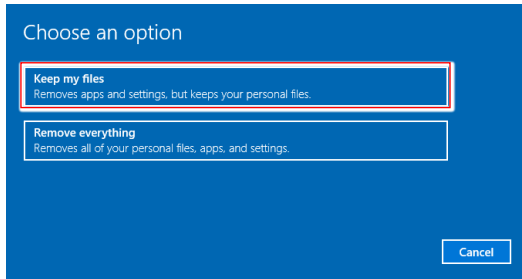 Choose an option
Keep my files
Removes apps and settings, but keeps your personal files.
Remove everything
Removes all of your personal files, apps, and settings.
Cancel